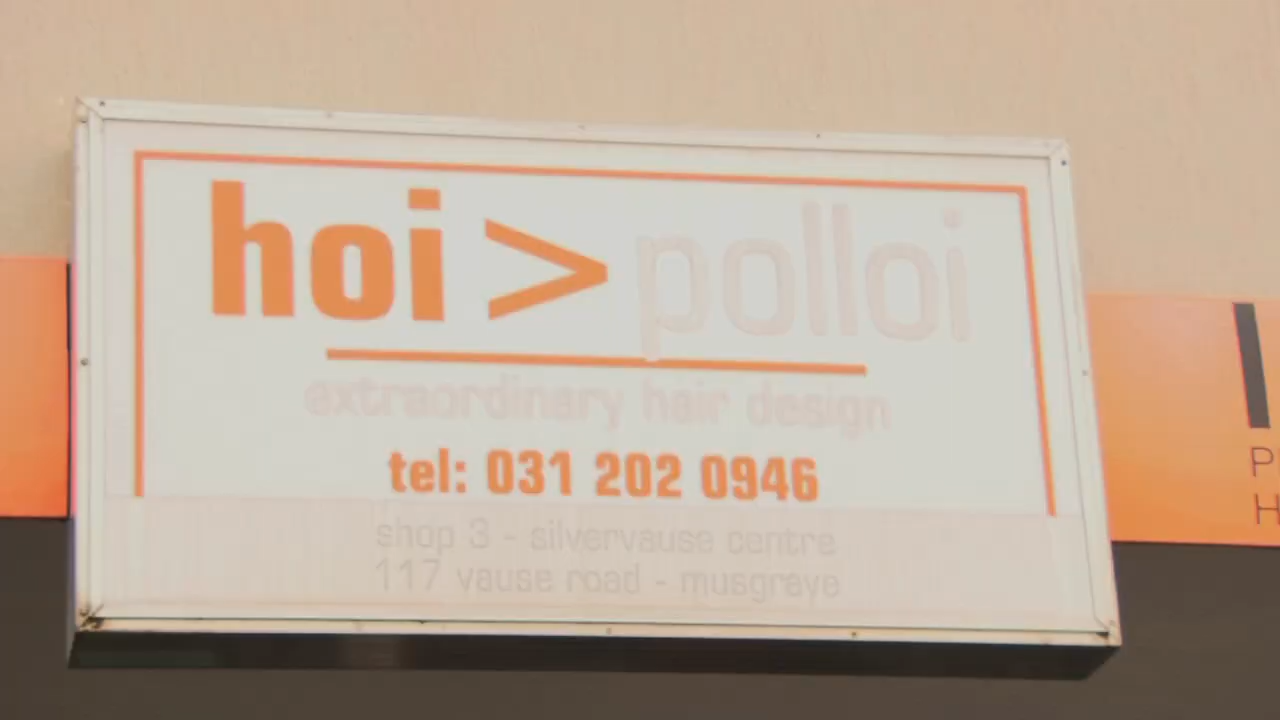 hoi > polloi
extraordinary hair design
tel: 031 202 0946
shop 3 - silvervause centre
117 vause road - musgrave
P
H